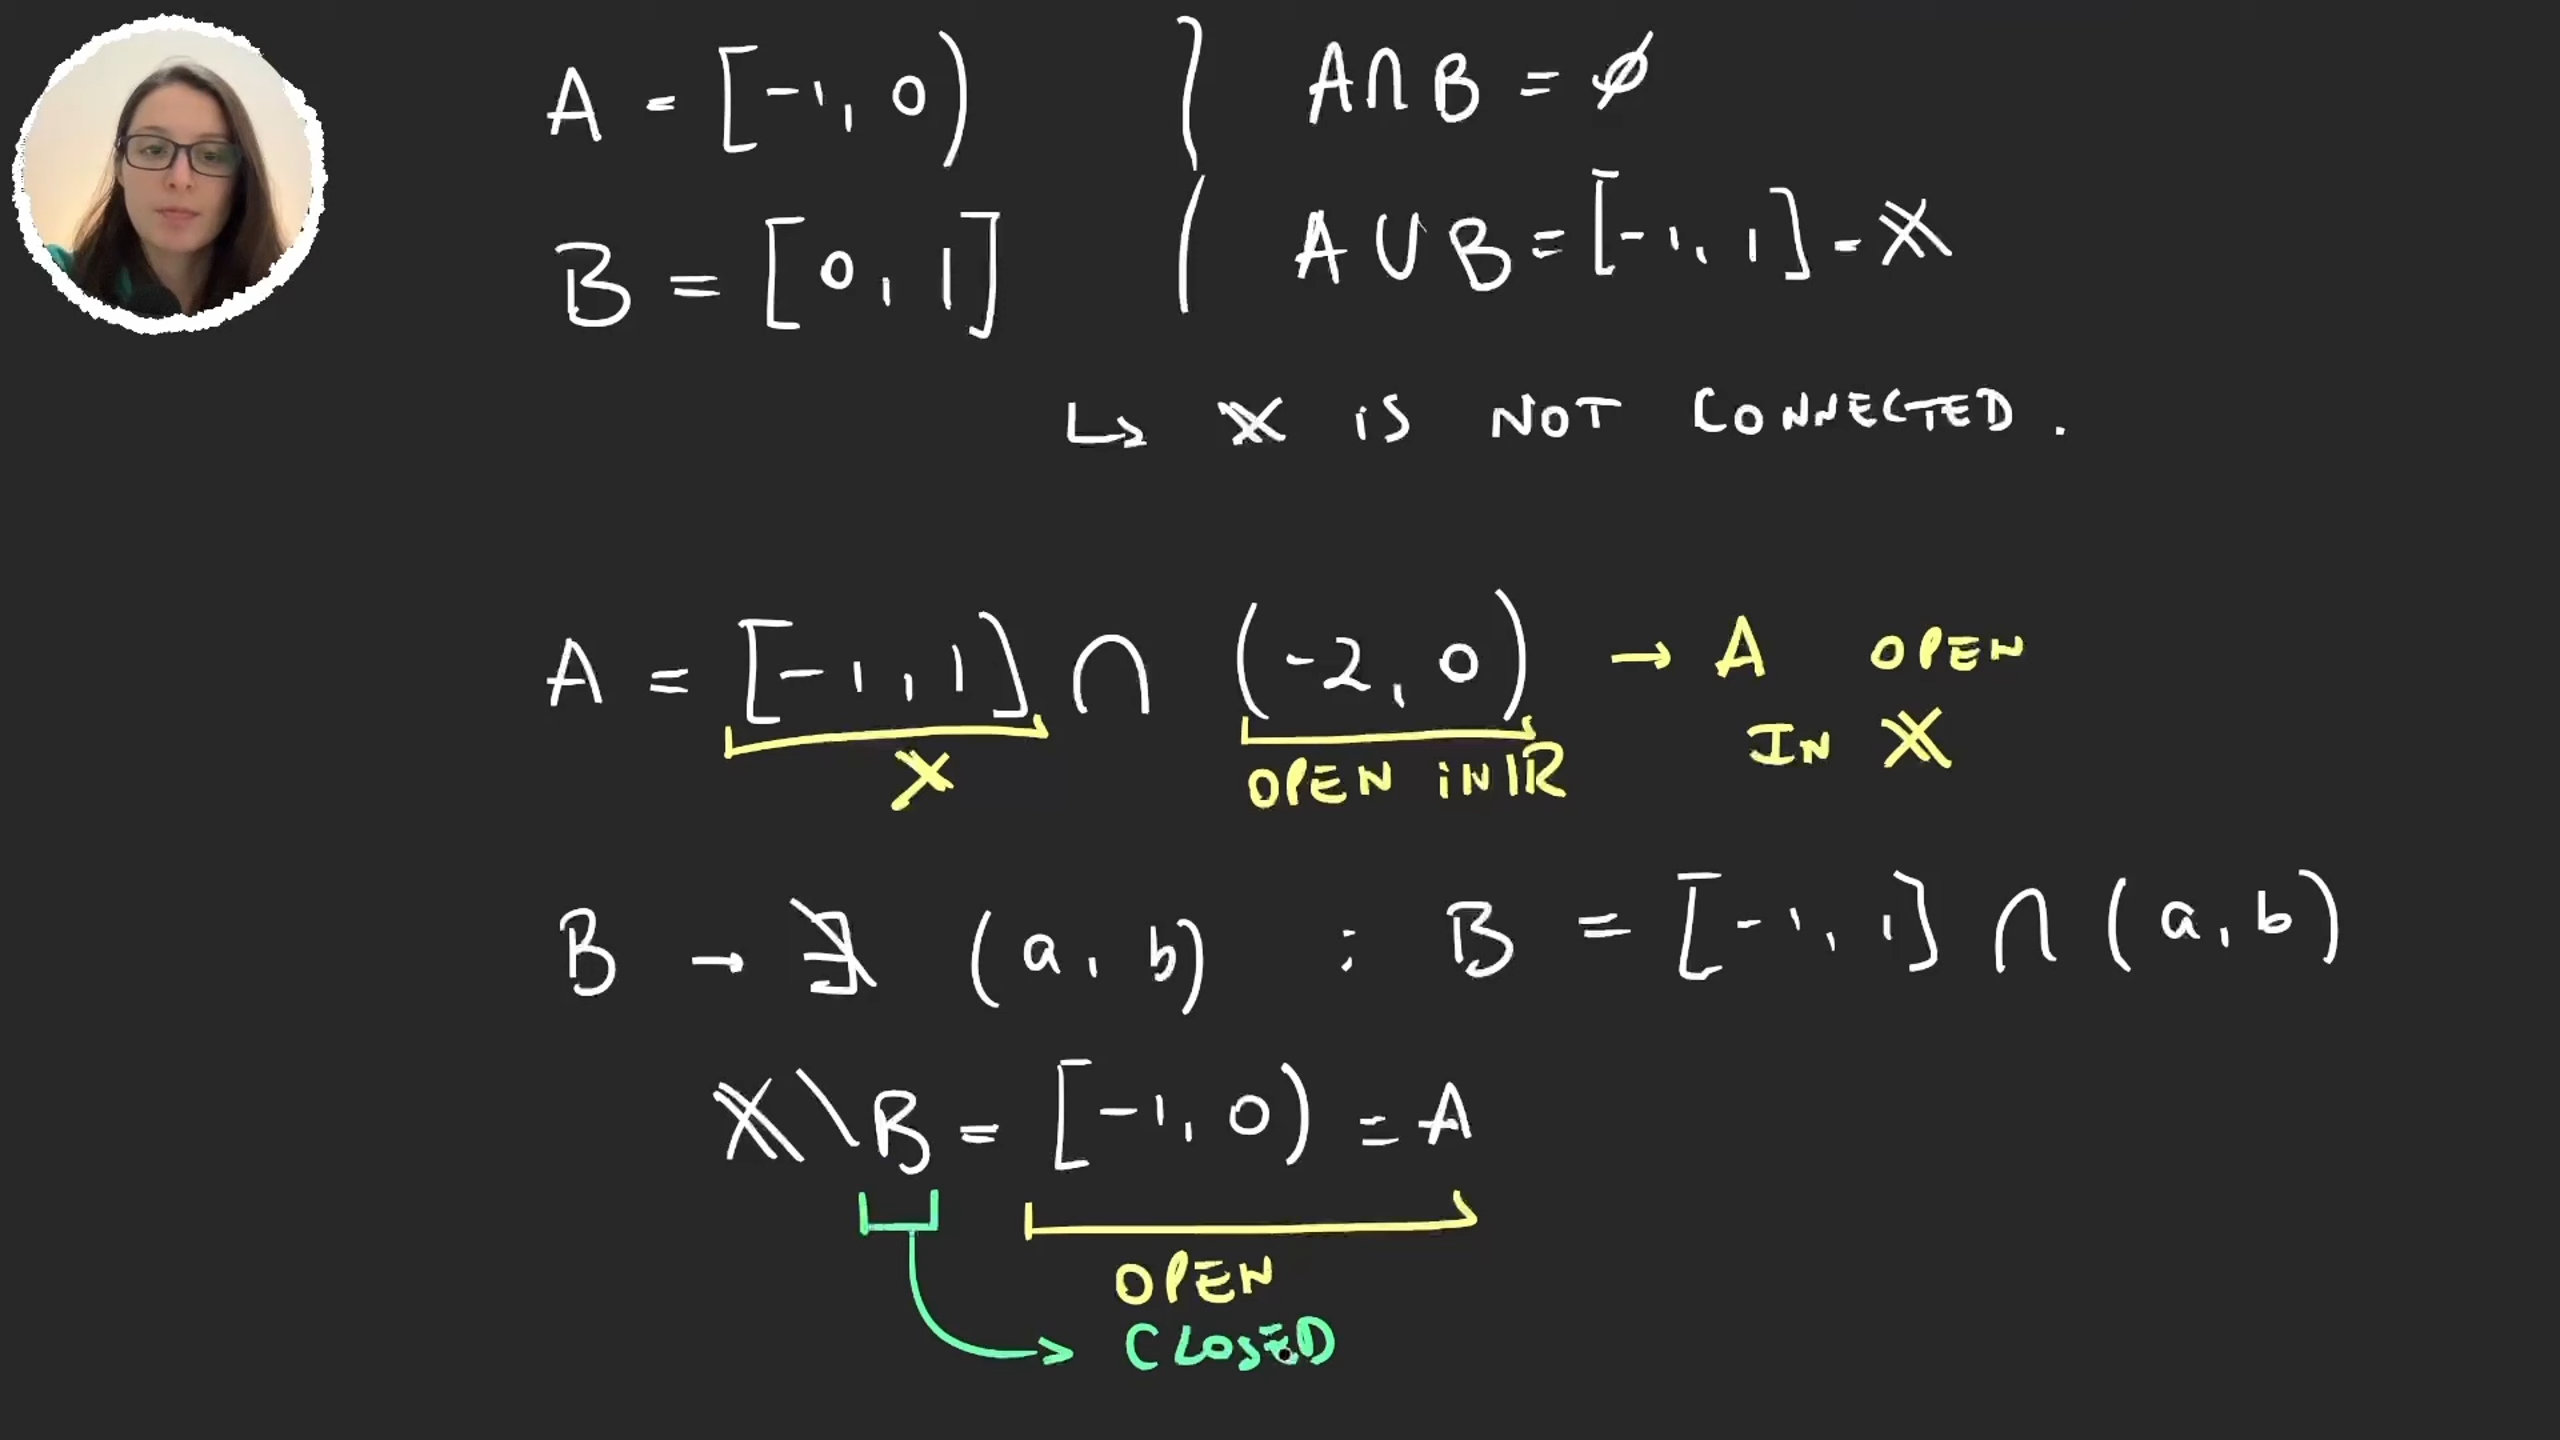 A = [-1, 0)
B = [0, 1]
A∩B = ∅
A∪B = [-1, 1] = X
↳ X IS NOT CONNECTED.
A = [-1, 1] ∩ (-2, 0) → A OPEN
X OPEN IN ℝ IN X
B → ∄ (a, b) : B = [-1, 1] ∩ (a, b)
X \ B = [-1, 0) = A
OPEN
CLOSED